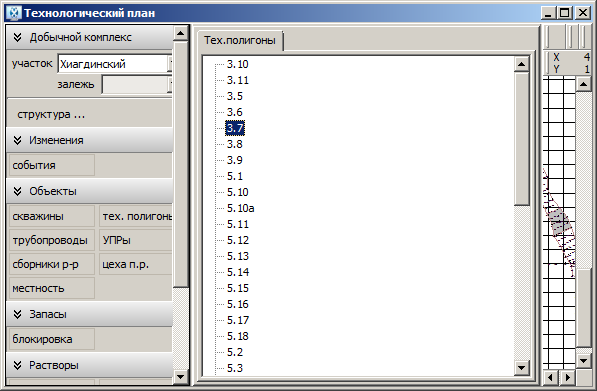 Технологический план
Добычной комплекс
участок Хиагдинский
залежь
структура ...
Изменения
события
Объекты
скважины тех. полигоны
трубопроводы УПРы
сборники р-р цеха п.р.
местность
Запасы
блокировка
Растворы
Тех.полигоны
3.10
3.11
3.5
3.6
3.7
3.8
3.9
5.1
5.10
5.10а
5.11
5.12
5.13
5.14
5.15
5.16
5.17
5.18
5.2
5.3
X 4
Y 1